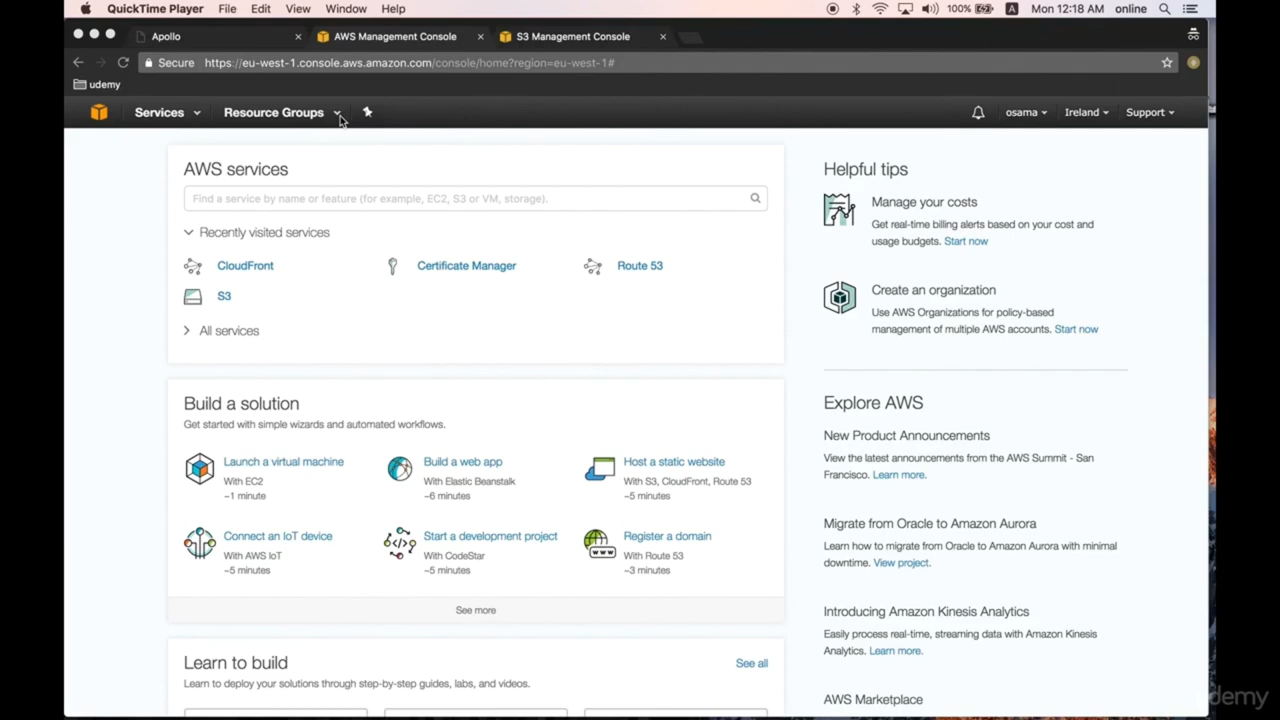 QuickTime Player File Edit View Window Help 100% A Mon 12:18 AM online
Apollo AWS Management Console S3 Management Console
Secure https://eu-west-1.console.aws.amazon.com/console/home?region=eu-west-1#
udemy
Services Resource Groups osama Ireland Support
AWS services
Find a service by name or feature (for example, EC2, S3 or VM, storage).
Recently visited services
CloudFront Certificate Manager Route 53
S3
All services
Build a solution
Get started with simple wizards and automated workflows.
Launch a virtual machine
With EC2
~1 minute
Build a web app
With Elastic Beanstalk
~6 minutes
Host a static website
With S3, CloudFront, Route 53
~5 minutes
Connect an IoT device
With AWS IoT
~5 minutes
Start a development project
With CodeStar
~5 minutes
Register a domain
With Route 53
~3 minutes
See more
Learn to build
See all
Learn to deploy your solutions through step-by-step guides, labs, and videos.
Helpful tips
Manage your costs
Get real-time billing alerts based on your cost and
usage budgets. Start now
Create an organization
Use AWS Organizations for policy-based
management of multiple AWS accounts. Start now
Explore AWS
New Product Announcements
View the latest announcements from the AWS Summit - San
Francisco. Learn more.
Migrate from Oracle to Amazon Aurora
Learn how to migrate from Oracle to Amazon Aurora with minimal
downtime. View project.
Introducing Amazon Kinesis Analytics
Easily process real-time, streaming data with Amazon Kinesis
Analytics. Learn more.
AWS Marketplace
udemy